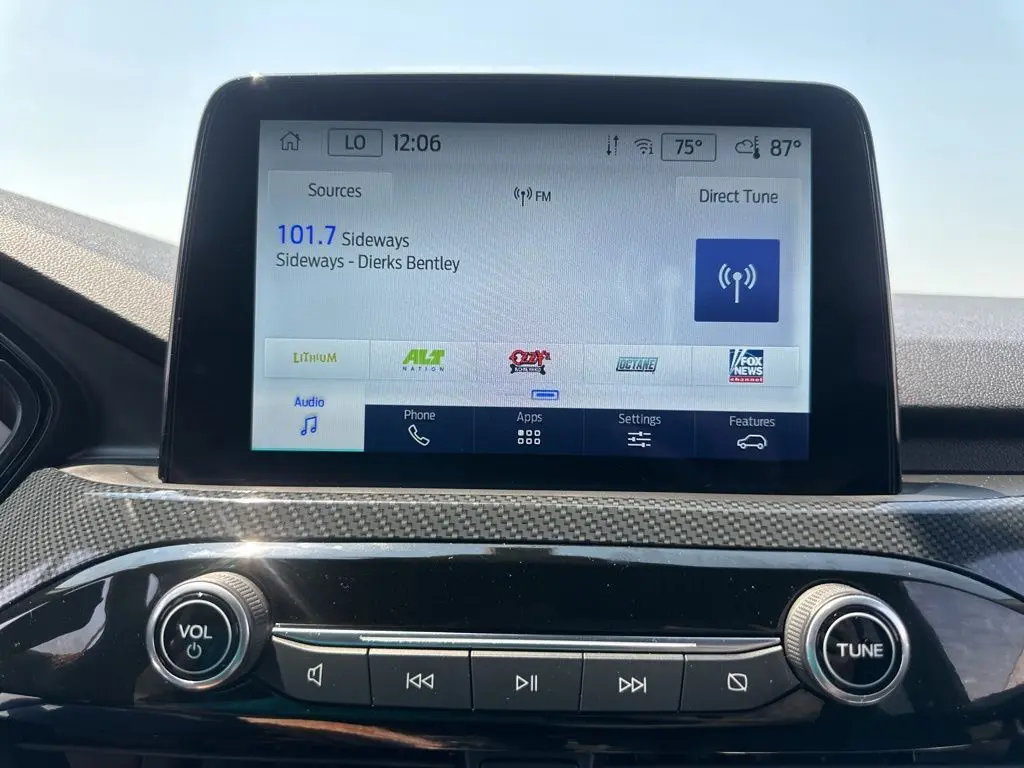 LO 12:06 75° 87°
Sources FM Direct Tune
101.7 Sideways
Sideways - Dierks Bentley
LITHIUM ALT NATION OZZY'S OCTANE FOX NEWS channel
Audio Phone Apps Settings Features
VOL TUNE